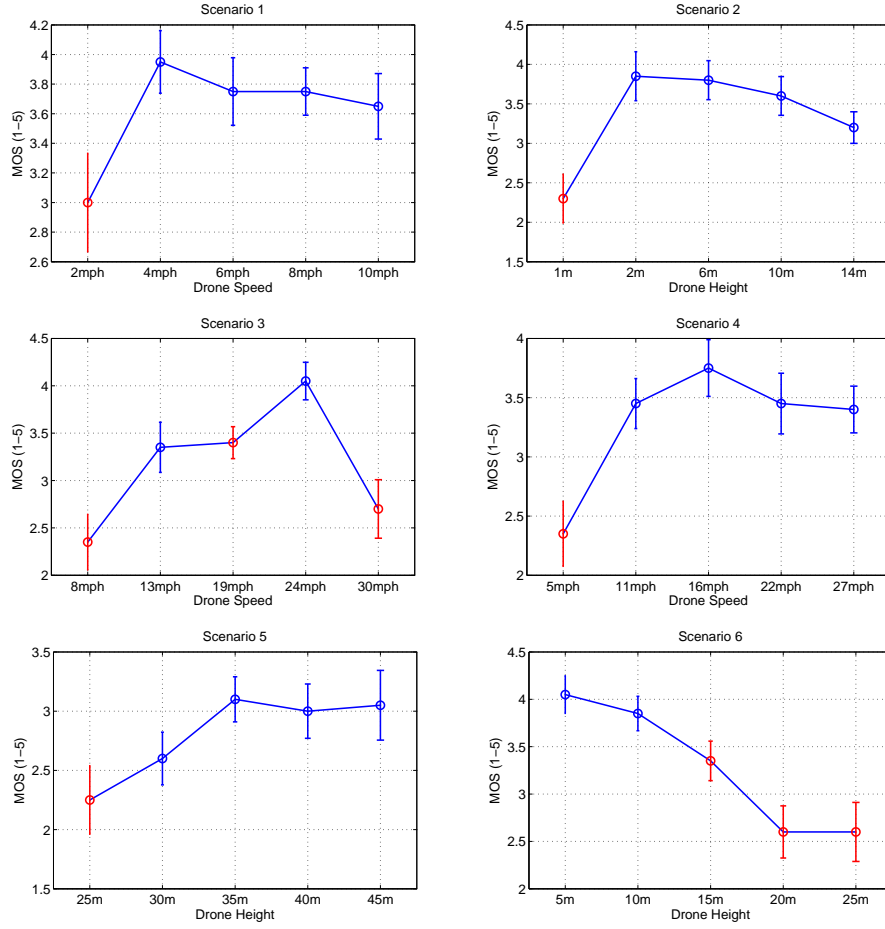 Scenario 1
4.2
4
3.8
3.6
3.4
3.2
3
2.8
2.6
MOS (1−5)
2mph 4mph 6mph 8mph 10mph
Drone Speed
Scenario 2
4.5
4
3.5
3
2.5
2
1.5
MOS (1−5)
1m 2m 6m 10m 14m
Drone Height
Scenario 3
4.5
4
3.5
3
2.5
2
MOS (1−5)
8mph 13mph 19mph 24mph 30mph
Drone Speed
Scenario 4
4
3.5
3
2.5
2
MOS (1−5)
5mph 11mph 16mph 22mph 27mph
Drone Speed
Scenario 5
3.5
3
2.5
2
1.5
MOS (1−5)
25m 30m 35m 40m 45m
Drone Height
Scenario 6
4.5
4
3.5
3
2.5
2
MOS (1−5)
5m 10m 15m 20m 25m
Drone Height